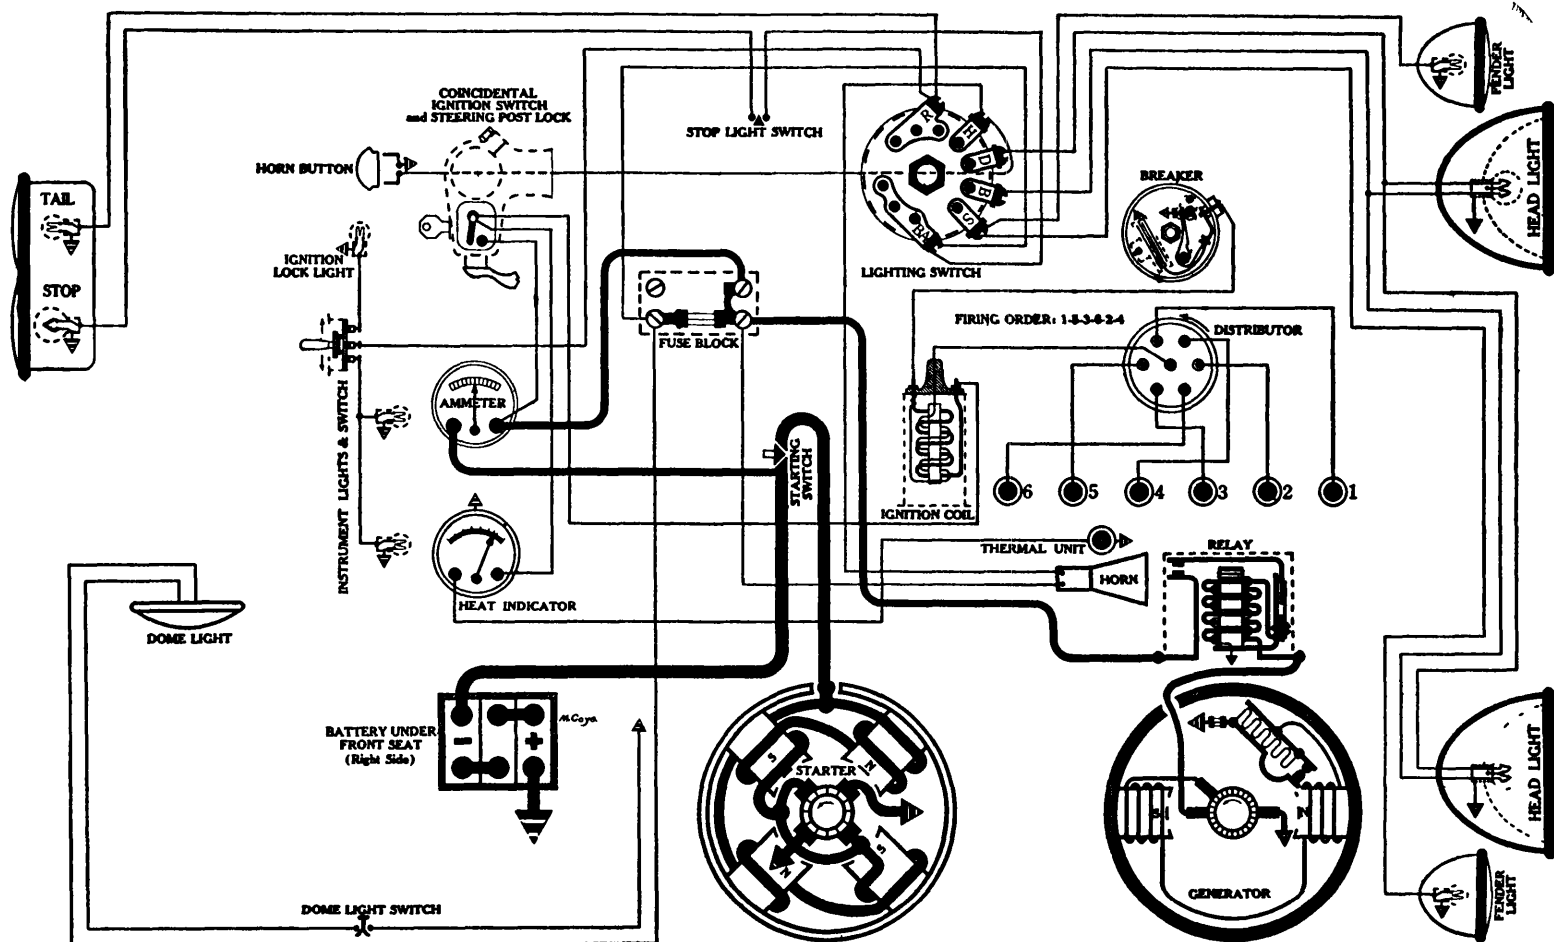 COINCIDENTAL
IGNITION SWITCH
and STEERING POST LOCK
STOP LIGHT SWITCH
HORN BUTTON
TAIL
STOP
IGNITION
LOCK LIGHT
INSTRUMENT LIGHTS & SWITCH
AMMETER
HEAT INDICATOR
FUSE BLOCK
R
H
D
B
S
BA
LIGHTING SWITCH
BREAKER
FENDER
LIGHT
HEAD LIGHT
FIRING ORDER: 1-5-3-6-2-4
DISTRIBUTOR
STARTING
SWITCH
IGNITION COIL
6
5
4
3
2
1
THERMAL UNIT
HORN
RELAY
DOME LIGHT
BATTERY UNDER
FRONT SEAT
(Right Side)
-
+
M. Coyo.
STARTER
S
N
S
N
GENERATOR
N
HEAD LIGHT
FENDER
LIGHT
DOME LIGHT SWITCH